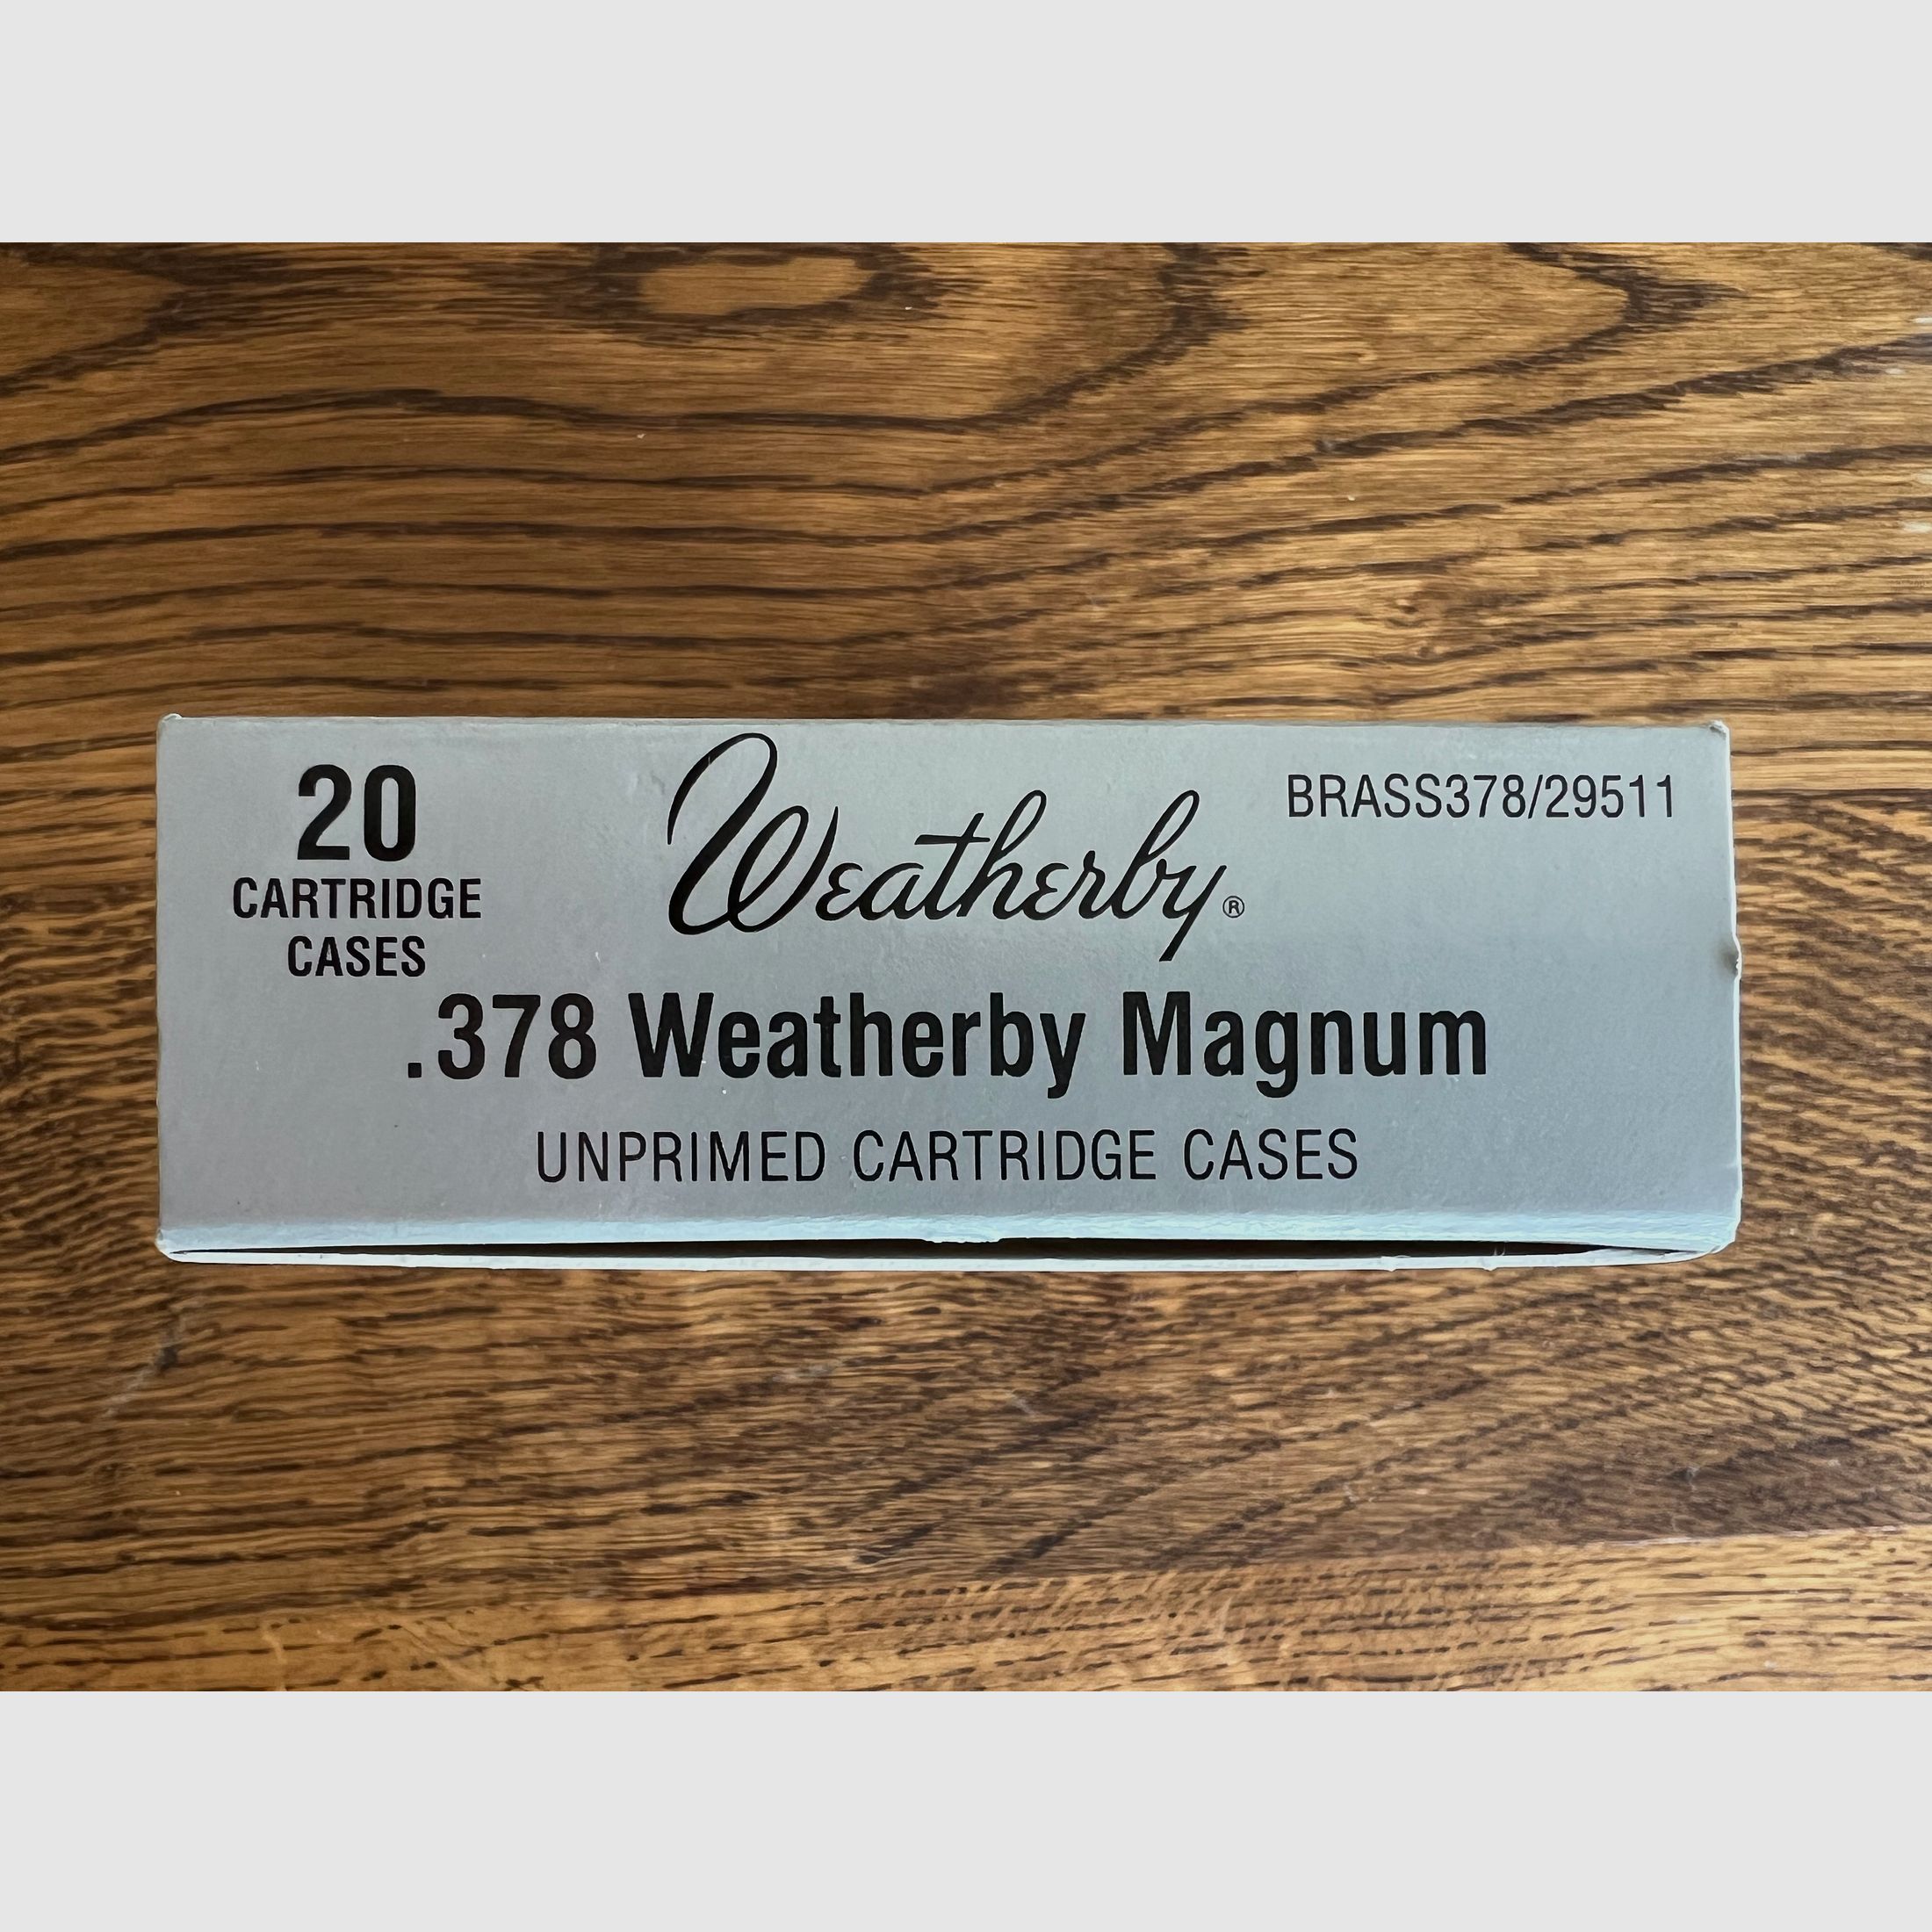 20
CARTRIDGE
CASES
Weatherby®
BRASS378/29511
.378 Weatherby Magnum
UNPRIMED CARTRIDGE CASES